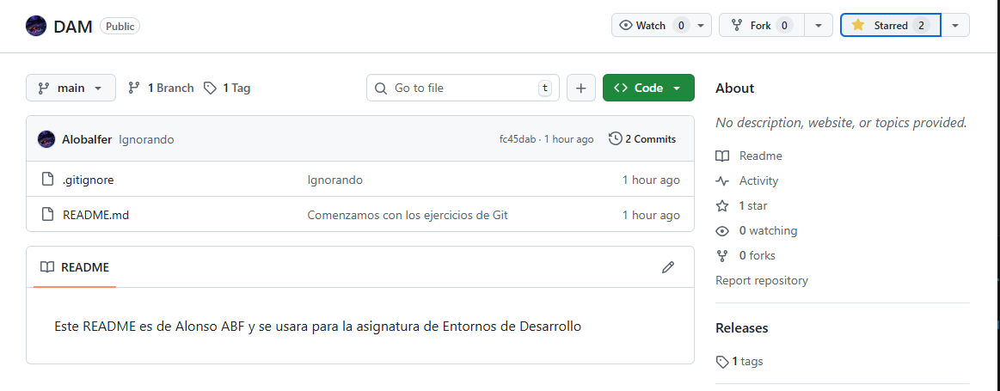 DAM Public Watch 0 Fork 0 Starred 2
main 1 Branch 1 Tag Go to file t Code
Alobalfer Ignorando fc45dab · 1 hour ago 2 Commits
.gitignore Ignorando 1 hour ago
README.md Comenzamos con los ejercicios de Git 1 hour ago
README
Este README es de Alonso ABF y se usara para la asignatura de Entornos de Desarrollo
About
No description, website, or topics provided.
Readme
Activity
1 star
0 watching
0 forks
Report repository
Releases
1 tags